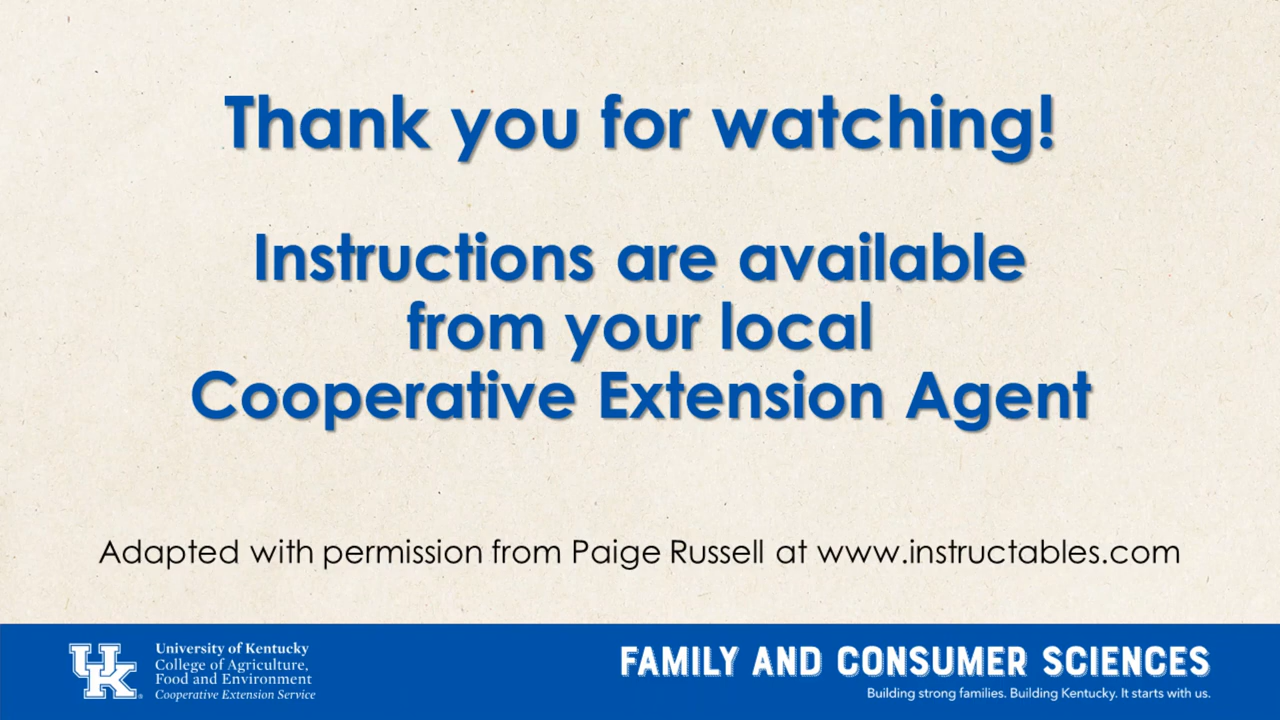 Thank you for watching!
Instructions are available
from your local
Cooperative Extension Agent
Adapted with permission from Paige Russell at www.instructables.com
UK
University of Kentucky
College of Agriculture,
Food and Environment
Cooperative Extension Service
FAMILY AND CONSUMER SCIENCES
Building strong families. Building Kentucky. It starts with us.